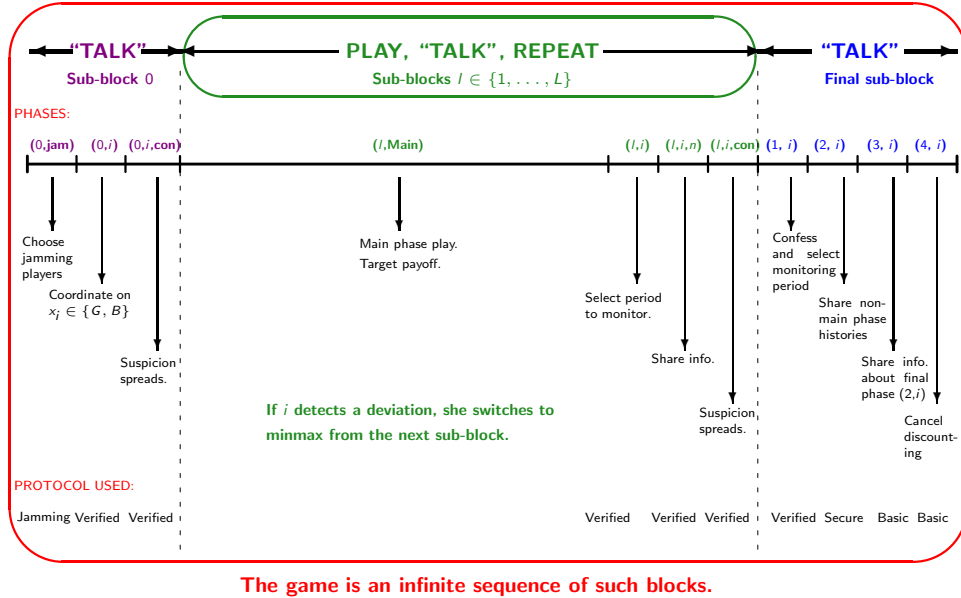 “TALK” PLAY, “TALK”, REPEAT “TALK”
Sub-block 0 Sub-blocks l ∈ {1, . . . , L} Final sub-block
PHASES:
(0,jam) (0,i) (0,i,con) (l,Main) (l,i) (l,i,n) (l,i,con) (1, i) (2, i) (3, i) (4, i)
Choose
jamming
players
Coordinate on
x_i ∈ {G, B}
Suspicion
spreads.
Main phase play.
Target payoff.
Select period
to monitor.
Share info.
Suspicion
spreads.
Confess
and select
monitoring
period
Share non-
main phase
histories
Share info.
about final
phase (2,i)
Cancel
discount-
ing
If i detects a deviation, she switches to
minmax from the next sub-block.
PROTOCOL USED:
Jamming Verified Verified Verified Verified Verified Verified Secure Basic Basic
The game is an infinite sequence of such blocks.